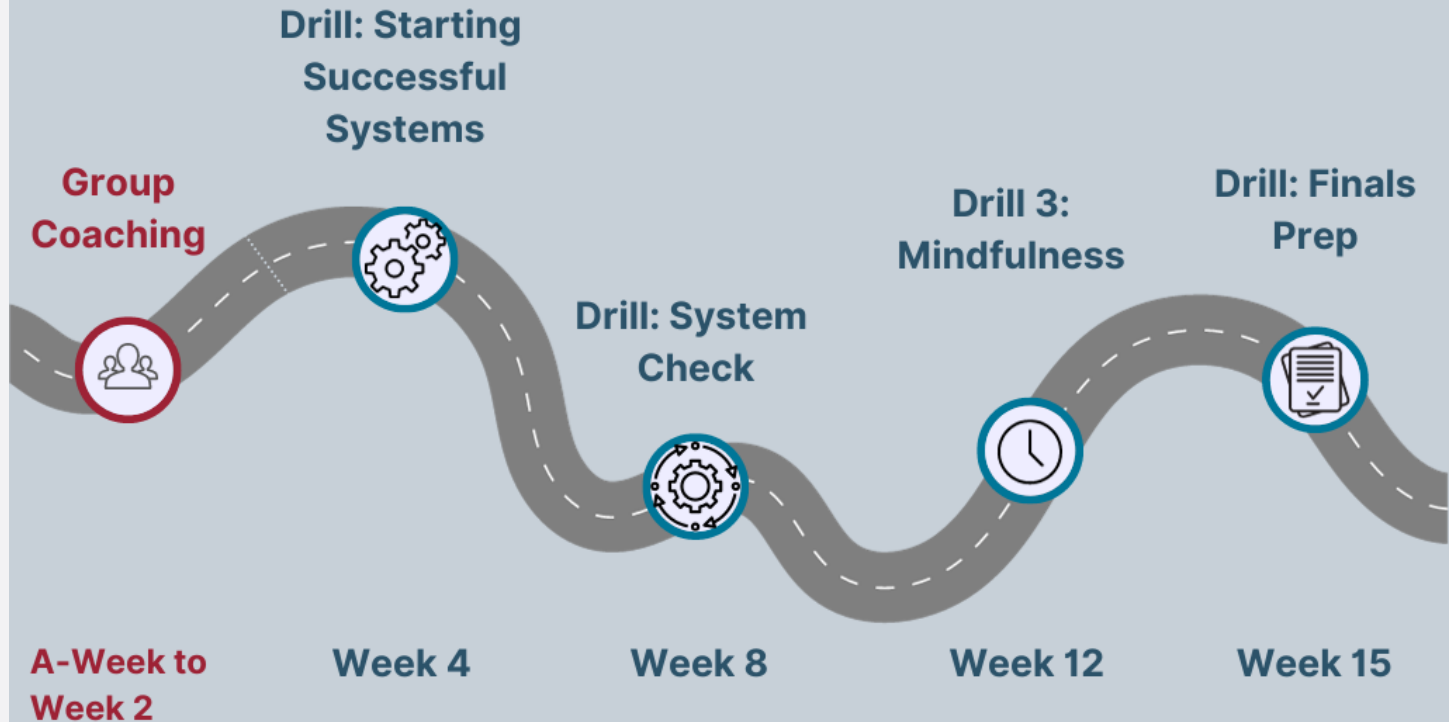 Drill: Starting
Successful
Systems
Group
Coaching
Drill: System
Check
Drill 3:
Mindfulness
Drill: Finals
Prep
A-Week to
Week 2
Week 4
Week 8
Week 12
Week 15